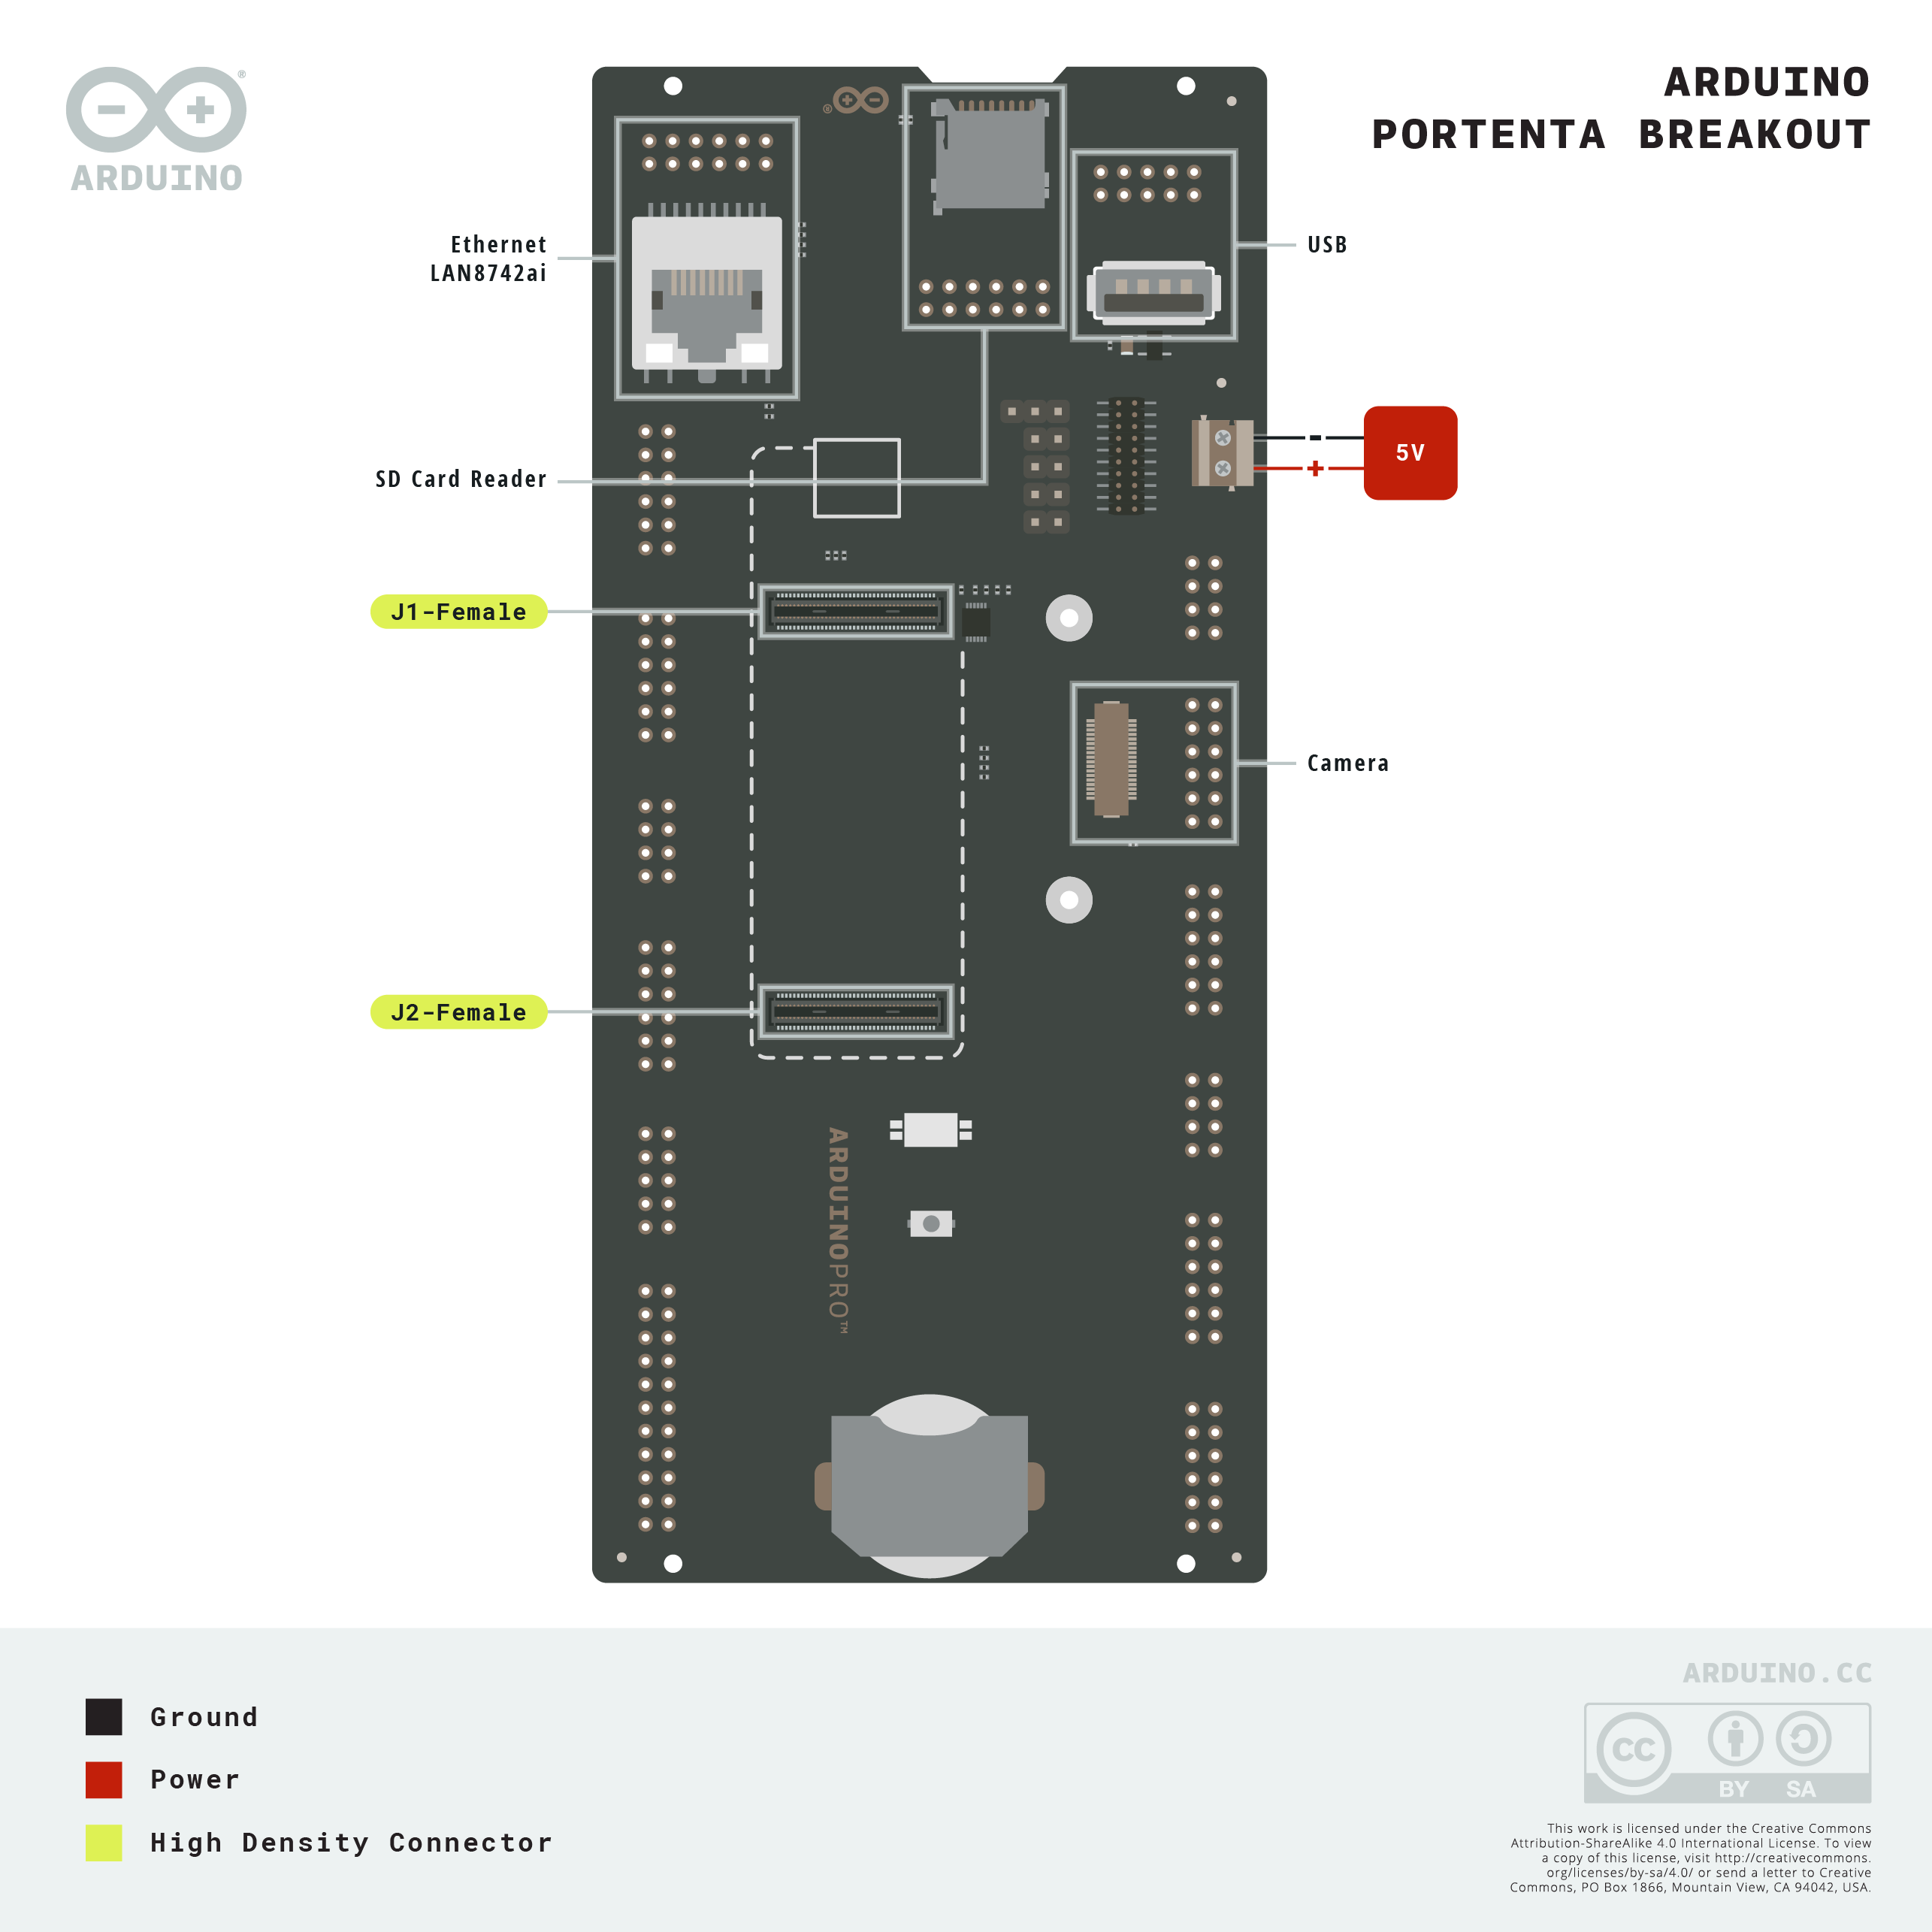 ARDUINO
PORTENTA BREAKOUT
®
ARDUINO
®
Ethernet
LAN8742ai
USB
SD Card Reader
-
+
5V
J1-Female
Camera
J2-Female
ARDUINOPRO™
Ground
Power
High Density Connector
ARDUINO.CC
CC
BY SA
This work is licensed under the Creative Commons
Attribution-ShareAlike 4.0 International License. To view
a copy of this license, visit http://creativecommons.
org/licenses/by-sa/4.0/ or send a letter to Creative
Commons, PO Box 1866, Mountain View, CA 94042, USA.